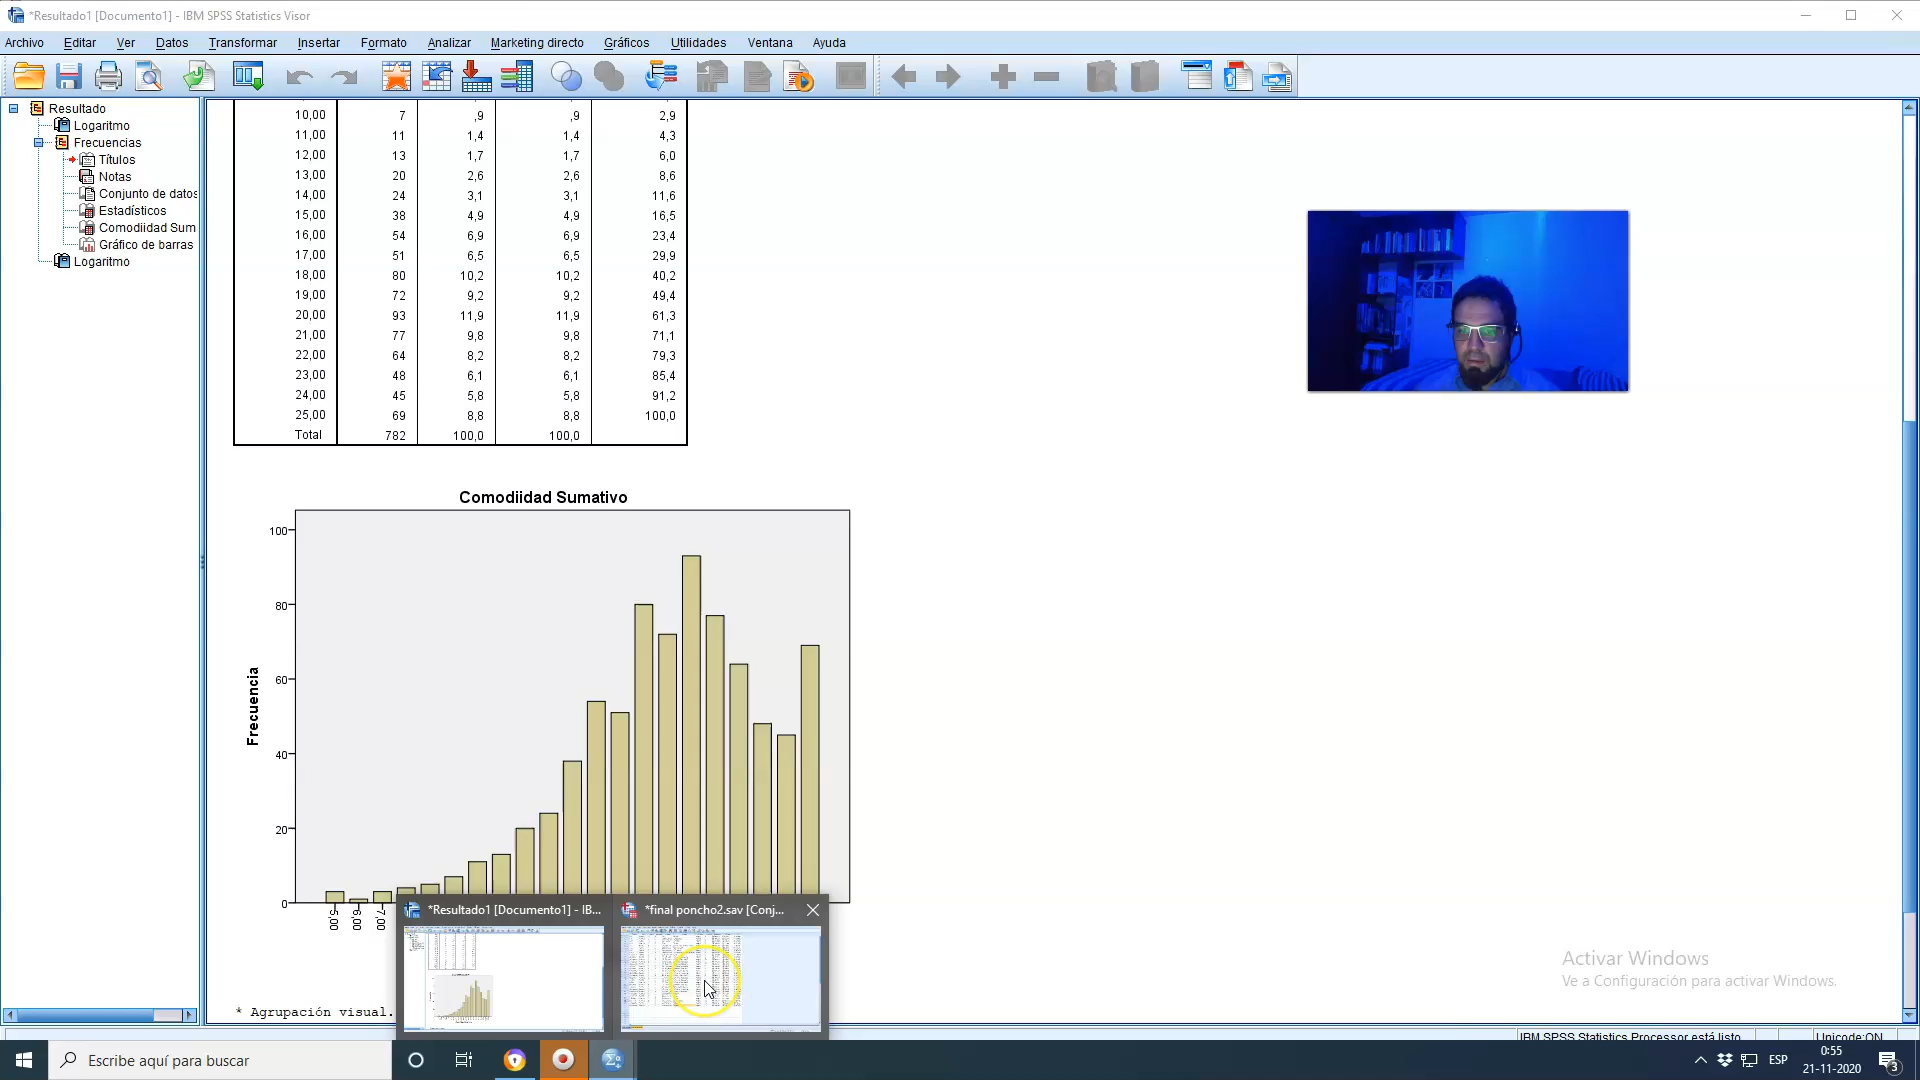 *Resultado1 [Documento1] - IBM SPSS Statistics Visor
Archivo Editar Ver Datos Transformar Insertar Formato Analizar Marketing directo Gráficos Utilidades Ventana Ayuda
Resultado
Logaritmo
Frecuencias
Títulos
Notas
Conjunto de datos
Estadísticos
Comodiidad Sum
Gráfico de barras
Logaritmo
10,00 7 ,9 ,9 2,9
11,00 11 1,4 1,4 4,3
12,00 13 1,7 1,7 6,0
13,00 20 2,6 2,6 8,6
14,00 24 3,1 3,1 11,6
15,00 38 4,9 4,9 16,5
16,00 54 6,9 6,9 23,4
17,00 51 6,5 6,5 29,9
18,00 80 10,2 10,2 40,2
19,00 72 9,2 9,2 49,4
20,00 93 11,9 11,9 61,3
21,00 77 9,8 9,8 71,1
22,00 64 8,2 8,2 79,3
23,00 48 6,1 6,1 85,4
24,00 45 5,8 5,8 91,2
25,00 69 8,8 8,8 100,0
Total 782 100,0 100,0
Comodiidad Sumativo
Frecuencia
100
80
60
40
20
0
5,00 6,00 7,00
* Agrupación visual.
*Resultado1 [Documento1] - IB...
*final poncho2.sav [Conj...
Activar Windows
Ve a Configuración para activar Windows.
IBM SPSS Statistics Processor está listo
Unicode:ON
Escribe aquí para buscar
ESP
0:55
21-11-2020
3